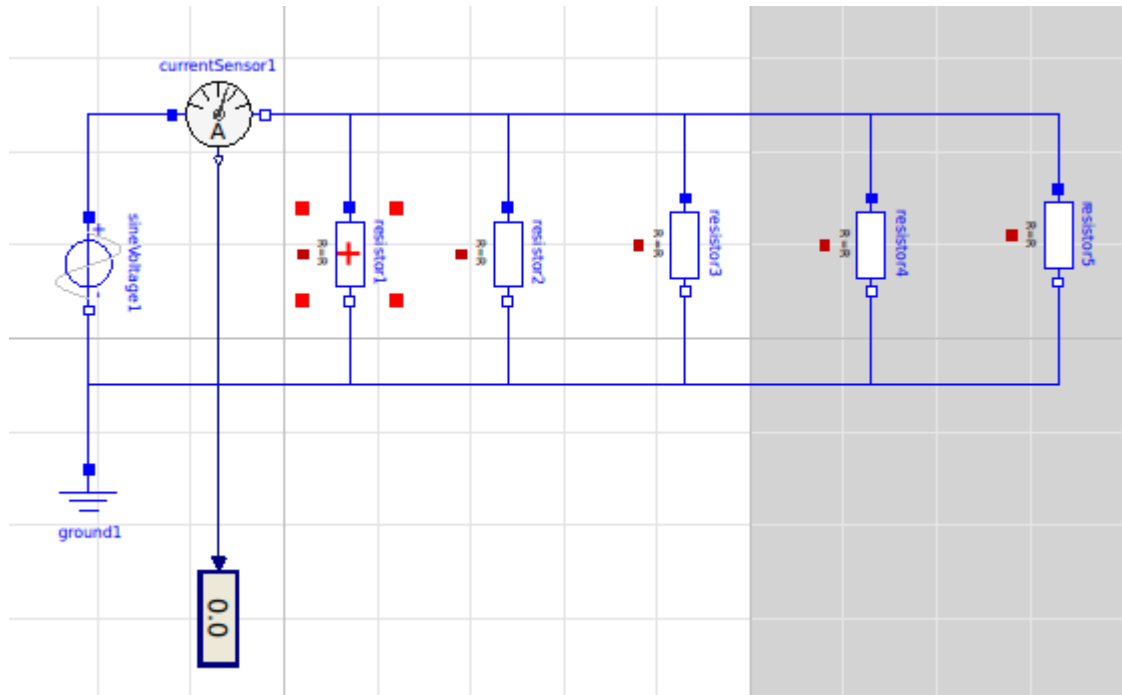 currentSensor1
A
+
sineVoltage1
-
R=R
resistor1
R=R
resistor2
R=R
resistor3
R=R
resistor4
R=R
resistor5
ground1
0.0